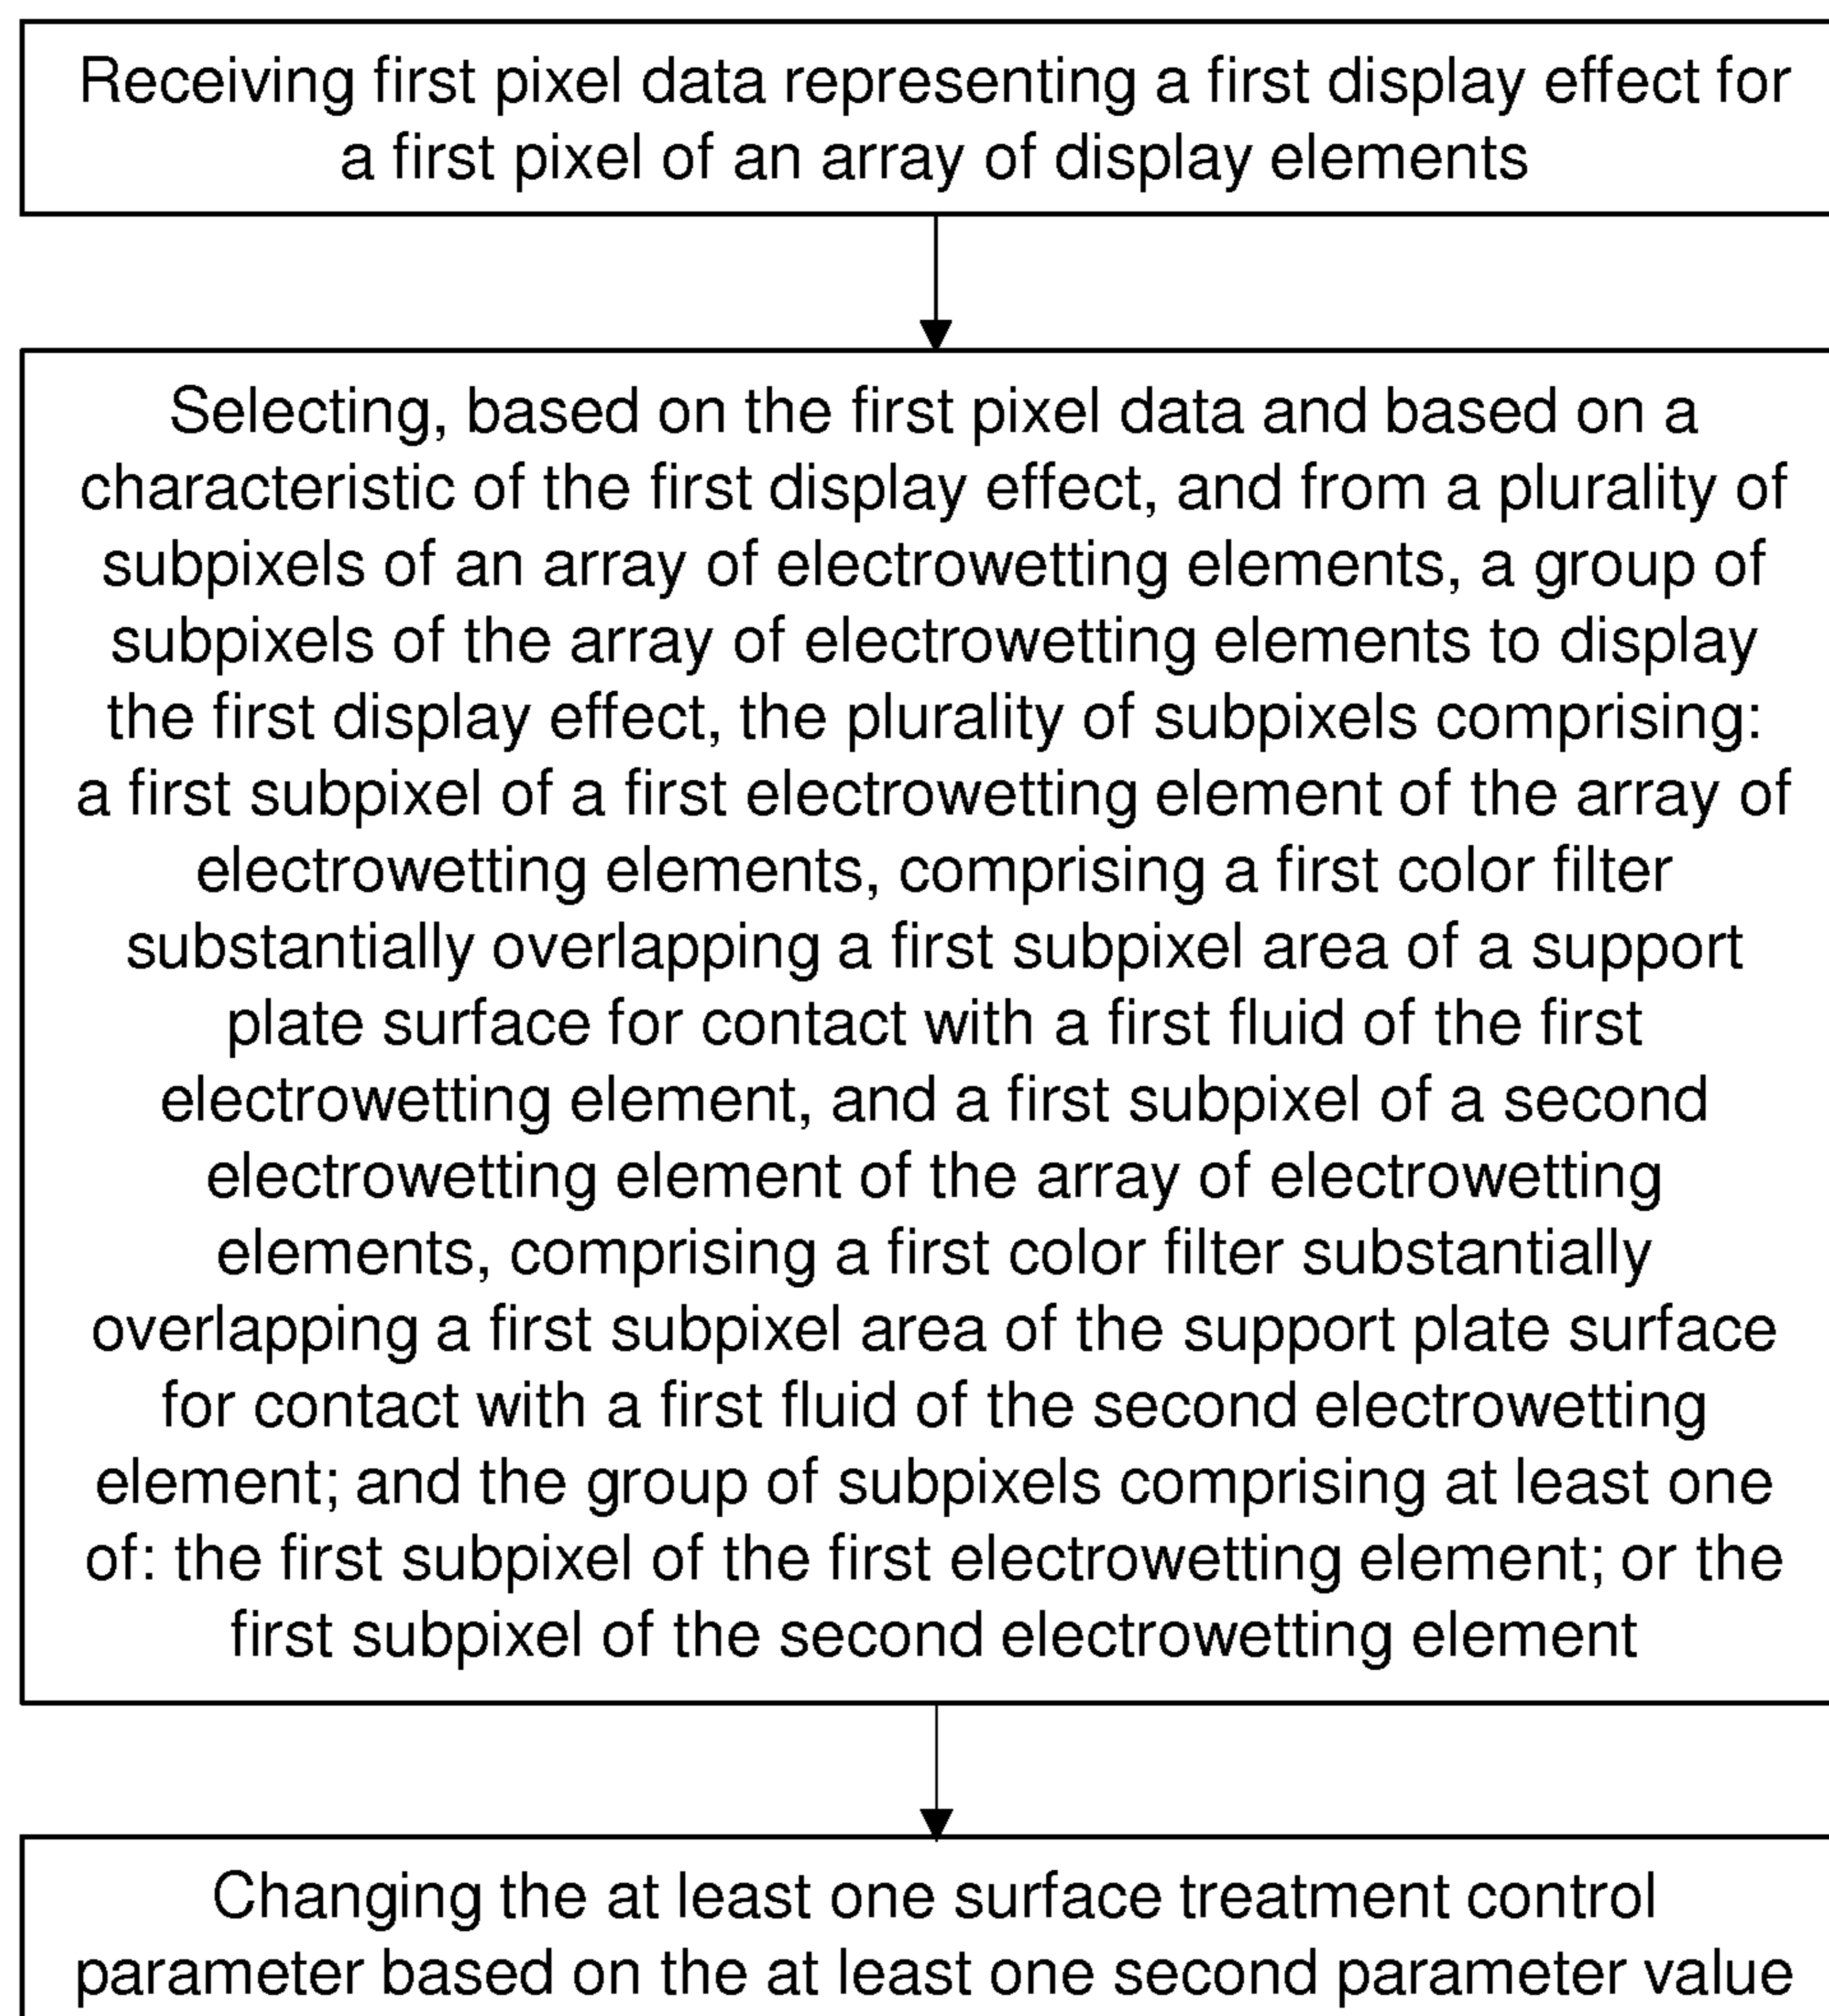 Receiving first pixel data representing a first display effect for
a first pixel of an array of display elements
Selecting, based on the first pixel data and based on a
characteristic of the first display effect, and from a plurality of
subpixels of an array of electrowetting elements, a group of
subpixels of the array of electrowetting elements to display
the first display effect, the plurality of subpixels comprising:
a first subpixel of a first electrowetting element of the array of
electrowetting elements, comprising a first color filter
substantially overlapping a first subpixel area of a support
plate surface for contact with a first fluid of the first
electrowetting element, and a first subpixel of a second
electrowetting element of the array of electrowetting
elements, comprising a first color filter substantially
overlapping a first subpixel area of the support plate surface
for contact with a first fluid of the second electrowetting
element; and the group of subpixels comprising at least one
of: the first subpixel of the first electrowetting element; or the
first subpixel of the second electrowetting element
Changing the at least one surface treatment control
parameter based on the at least one second parameter value